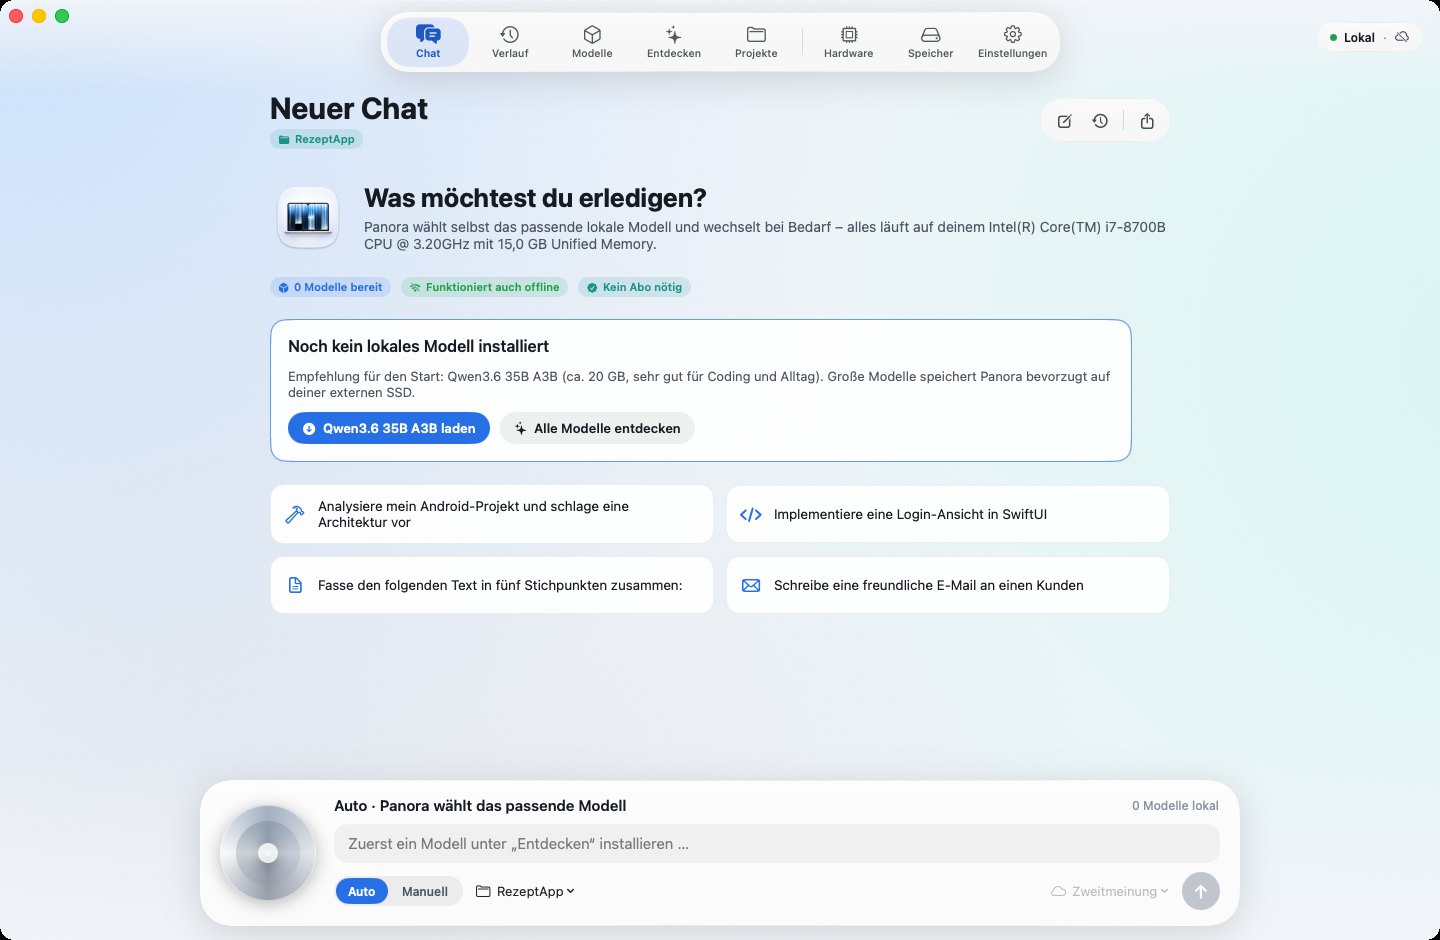 Chat
Verlauf
Modelle
Entdecken
Projekte
Hardware
Speicher
Einstellungen
Lokal ·
Neuer Chat
RezeptApp
Was möchtest du erledigen?
Panora wählt selbst das passende lokale Modell und wechselt bei Bedarf – alles läuft auf deinem Intel(R) Core(TM) i7-8700B
CPU @ 3.20GHz mit 15,0 GB Unified Memory.
0 Modelle bereit
Funktioniert auch offline
Kein Abo nötig
Noch kein lokales Modell installiert
Empfehlung für den Start: Qwen3.6 35B A3B (ca. 20 GB, sehr gut für Coding und Alltag). Große Modelle speichert Panora bevorzugt auf
deiner externen SSD.
Qwen3.6 35B A3B laden
Alle Modelle entdecken
Analysiere mein Android-Projekt und schlage eine
Architektur vor
Implementiere eine Login-Ansicht in SwiftUI
Fasse den folgenden Text in fünf Stichpunkten zusammen:
Schreibe eine freundliche E-Mail an einen Kunden
Auto · Panora wählt das passende Modell
0 Modelle lokal
Zuerst ein Modell unter „Entdecken“ installieren ...
Auto
Manuell
RezeptApp
Zweitmeinung